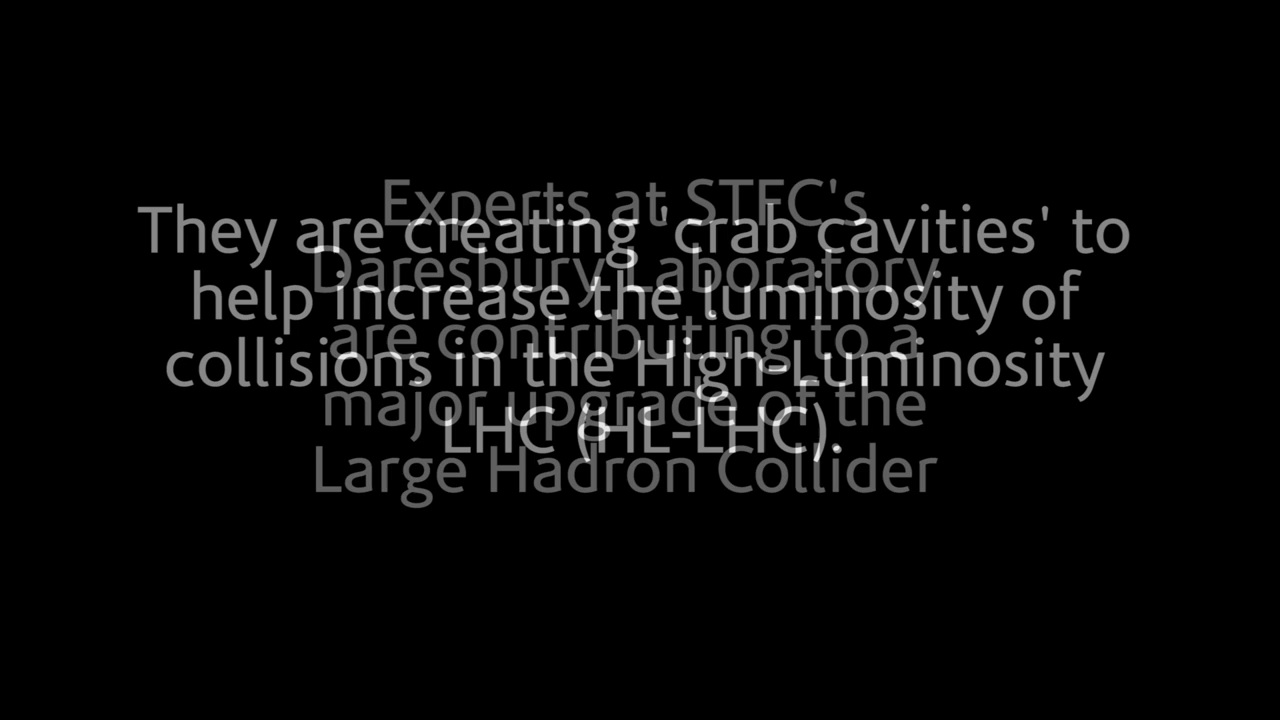 Experts at STFC's
Daresbury Laboratory
are contributing to a
major upgrade of the
Large Hadron Collider
They are creating 'crab cavities' to
help increase the luminosity of
collisions in the High-Luminosity
LHC (HL-LHC).